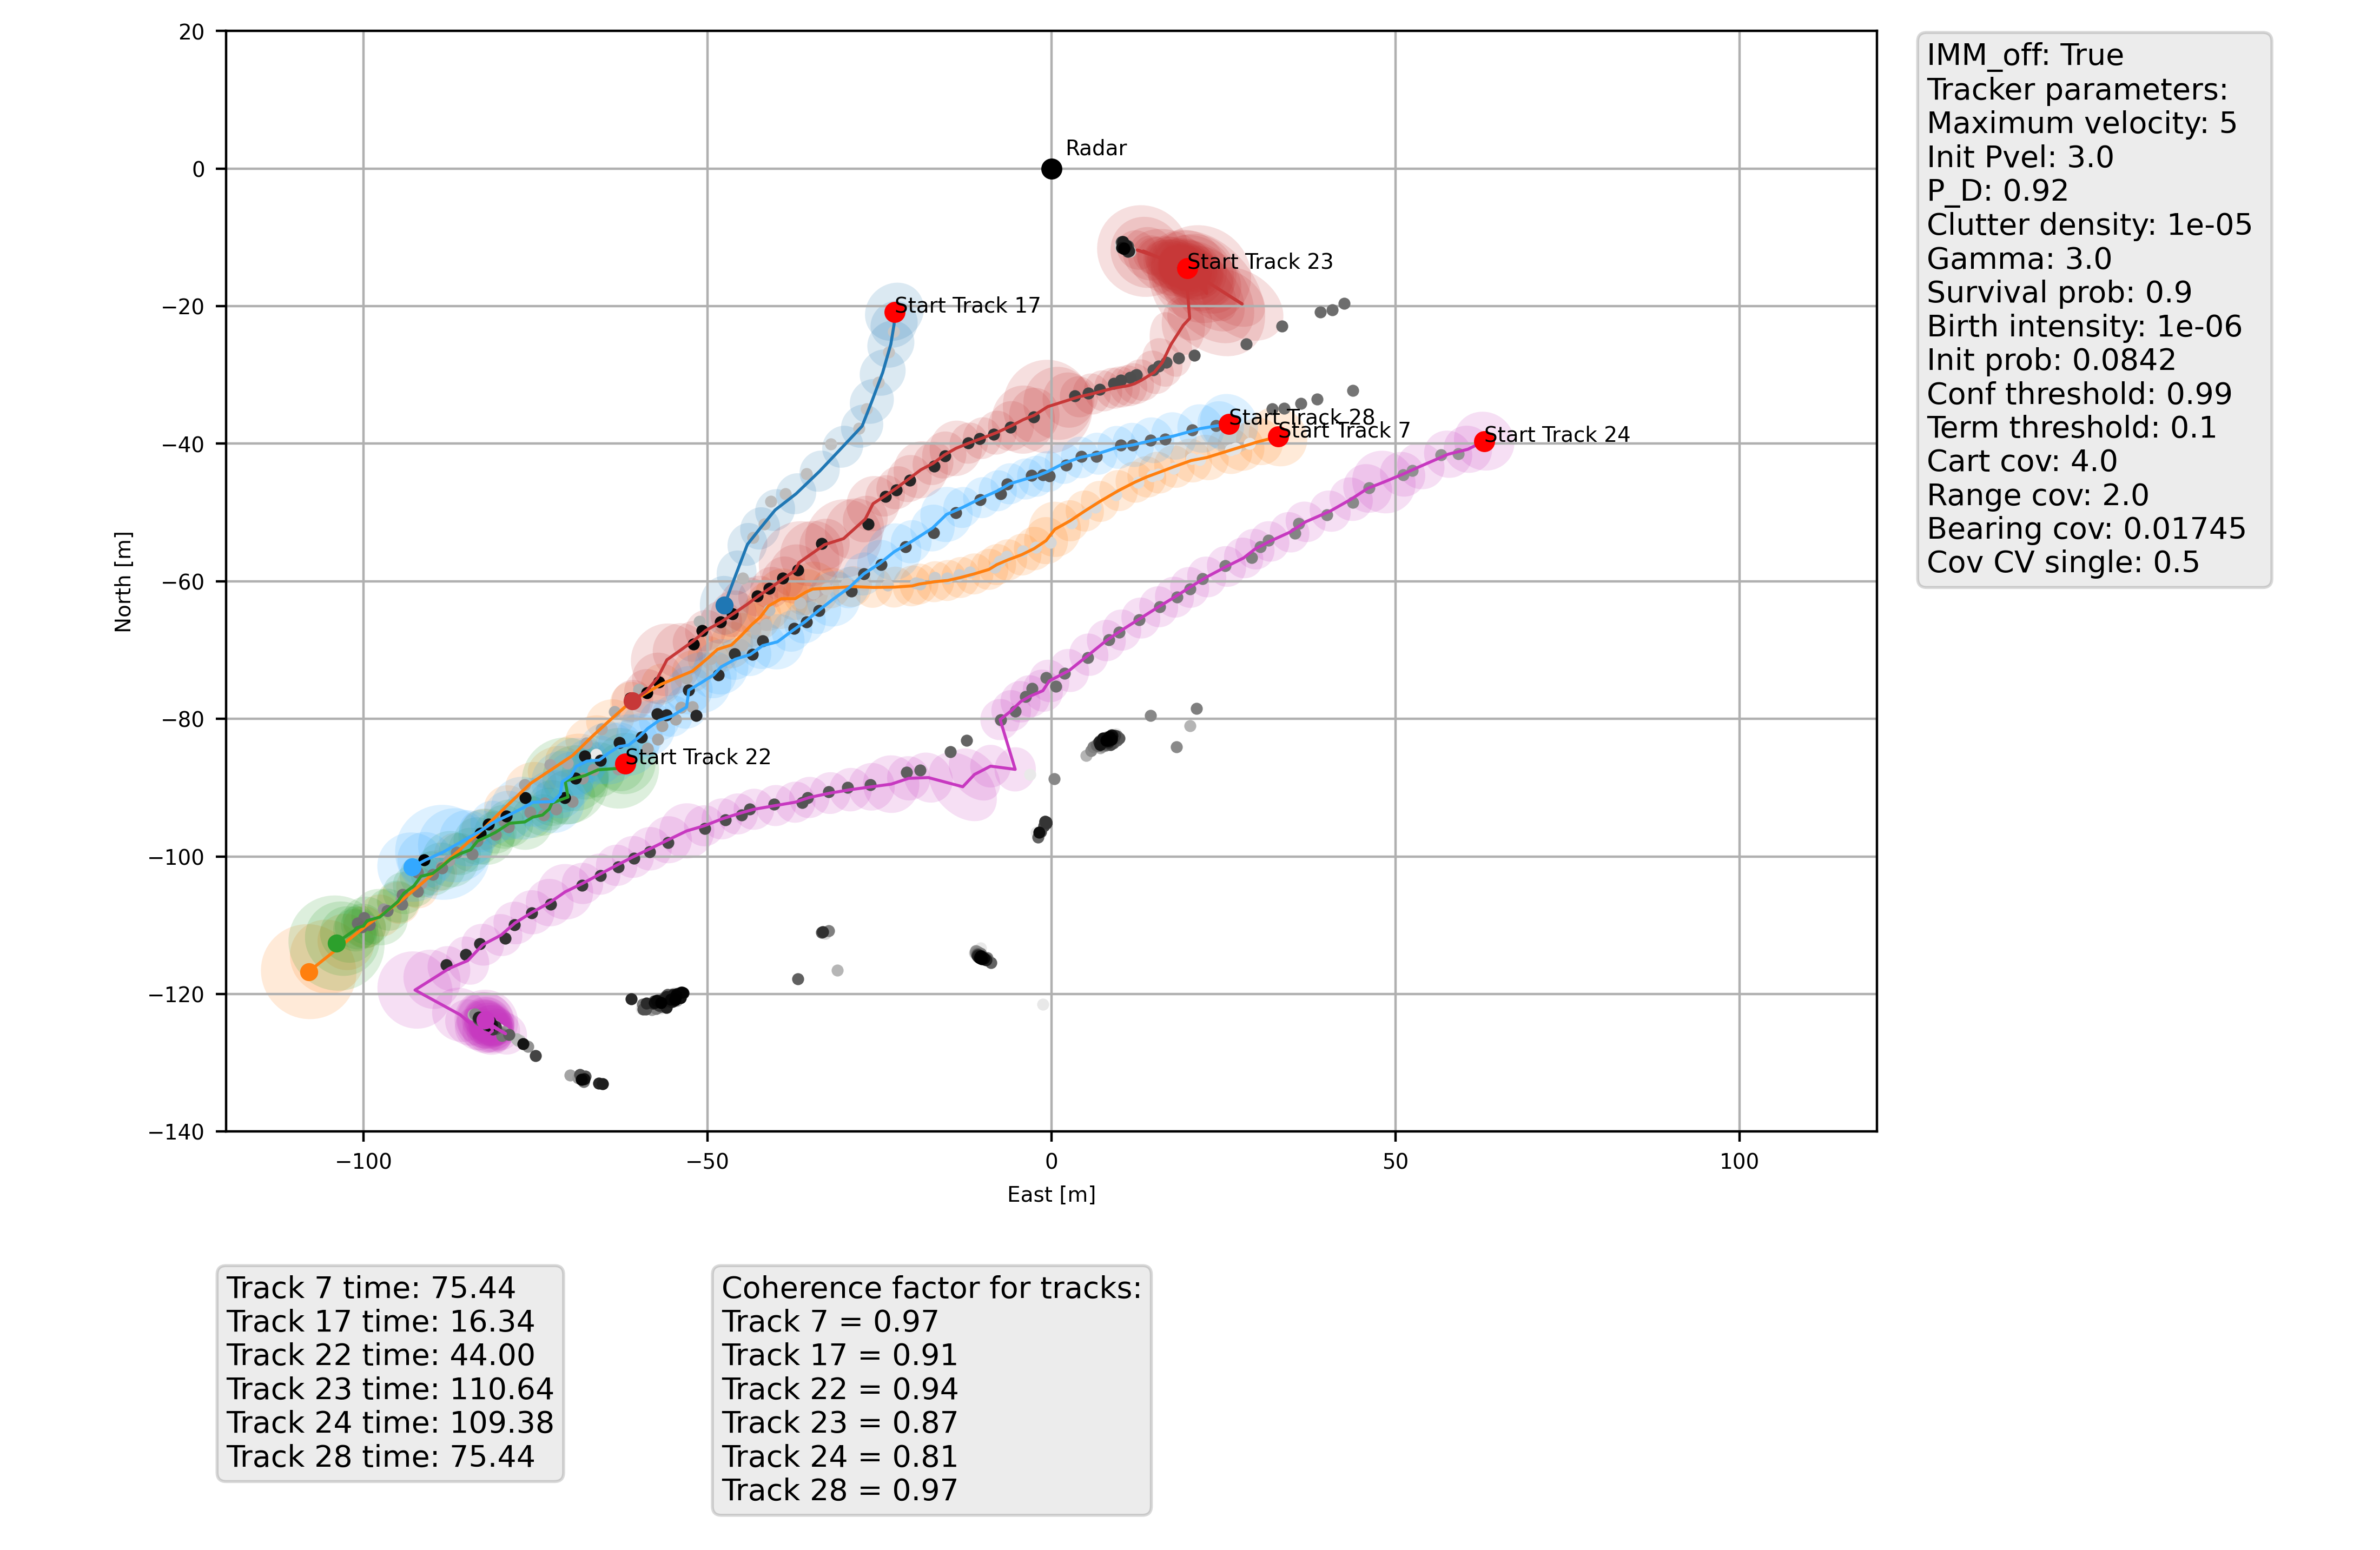 20
0
−20
−40
−60
−80
−100
−120
−140
−100
−50
0
50
100
North [m]
East [m]
Radar
Start Track 23
Start Track 17
Start Track 28
Start Track 7
Start Track 24
Start Track 22
IMM_off: True
Tracker parameters:
Maximum velocity: 5
Init Pvel: 3.0
P_D: 0.92
Clutter density: 1e-05
Gamma: 3.0
Survival prob: 0.9
Birth intensity: 1e-06
Init prob: 0.0842
Conf threshold: 0.99
Term threshold: 0.1
Cart cov: 4.0
Range cov: 2.0
Bearing cov: 0.01745
Cov CV single: 0.5
Track 7 time: 75.44
Track 17 time: 16.34
Track 22 time: 44.00
Track 23 time: 110.64
Track 24 time: 109.38
Track 28 time: 75.44
Coherence factor for tracks:
Track 7 = 0.97
Track 17 = 0.91
Track 22 = 0.94
Track 23 = 0.87
Track 24 = 0.81
Track 28 = 0.97